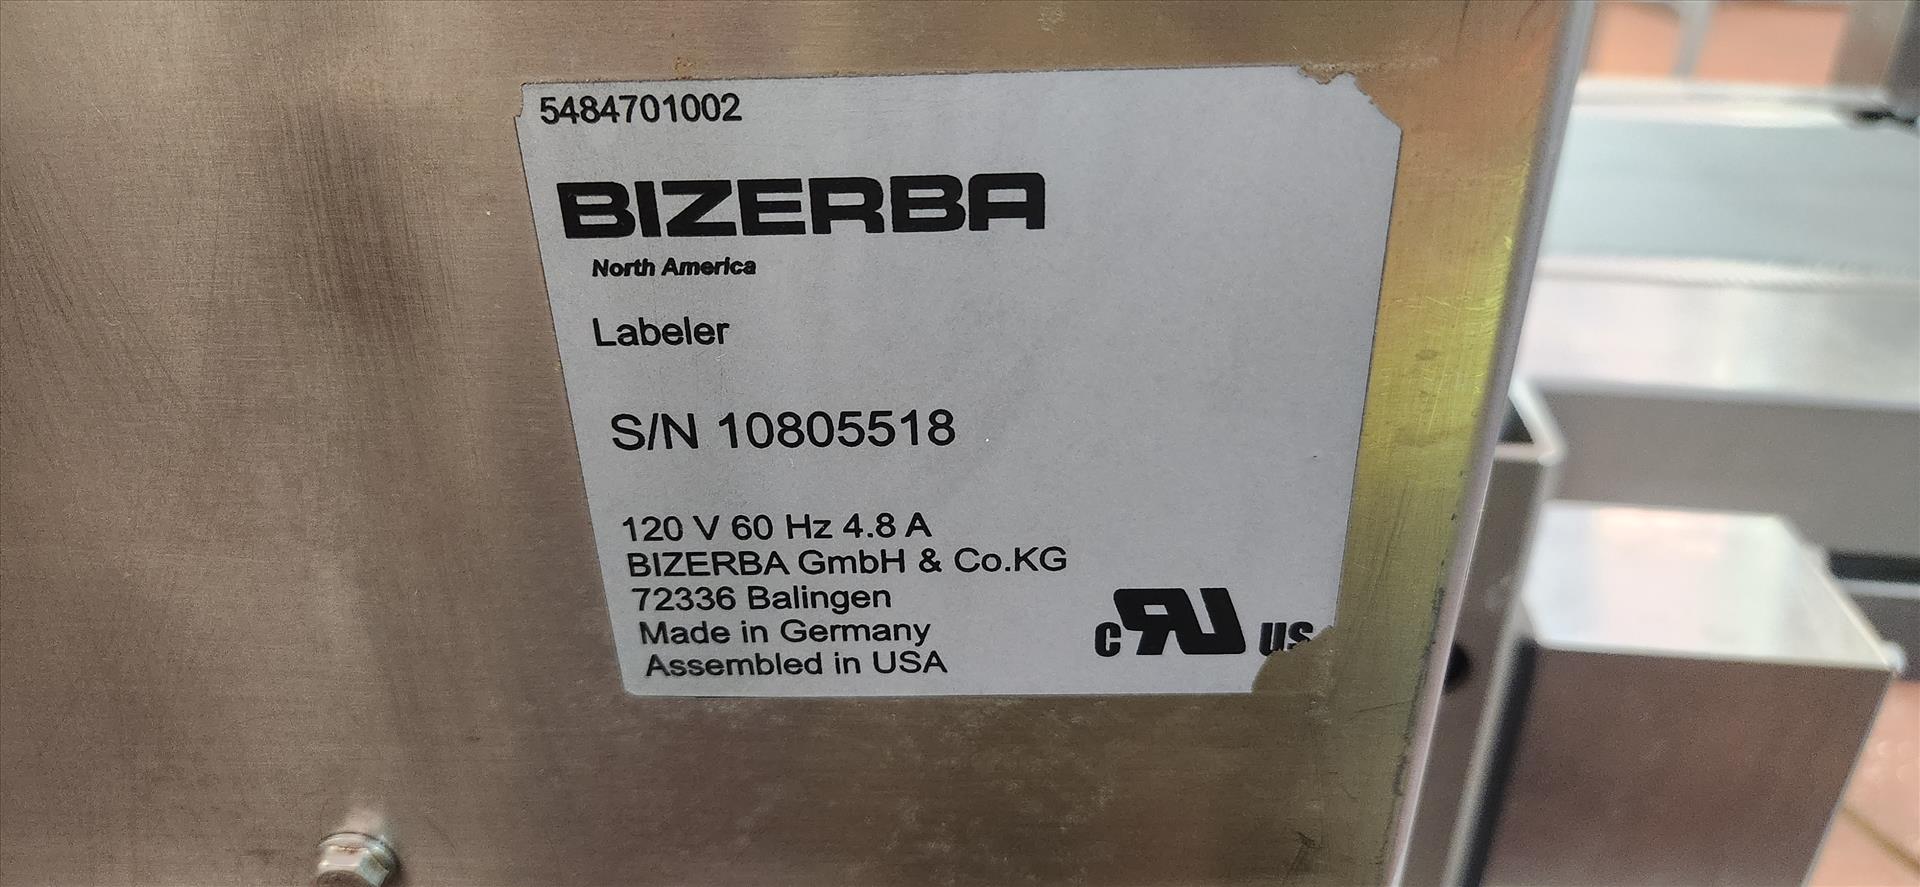 5484701002
BIZERBA
North America
Labeler
S/N 10805518
120 V 60 Hz 4.8 A
BIZERBA GmbH & Co.KG
72336 Balingen
Made in Germany
Assembled in USA
c RU US